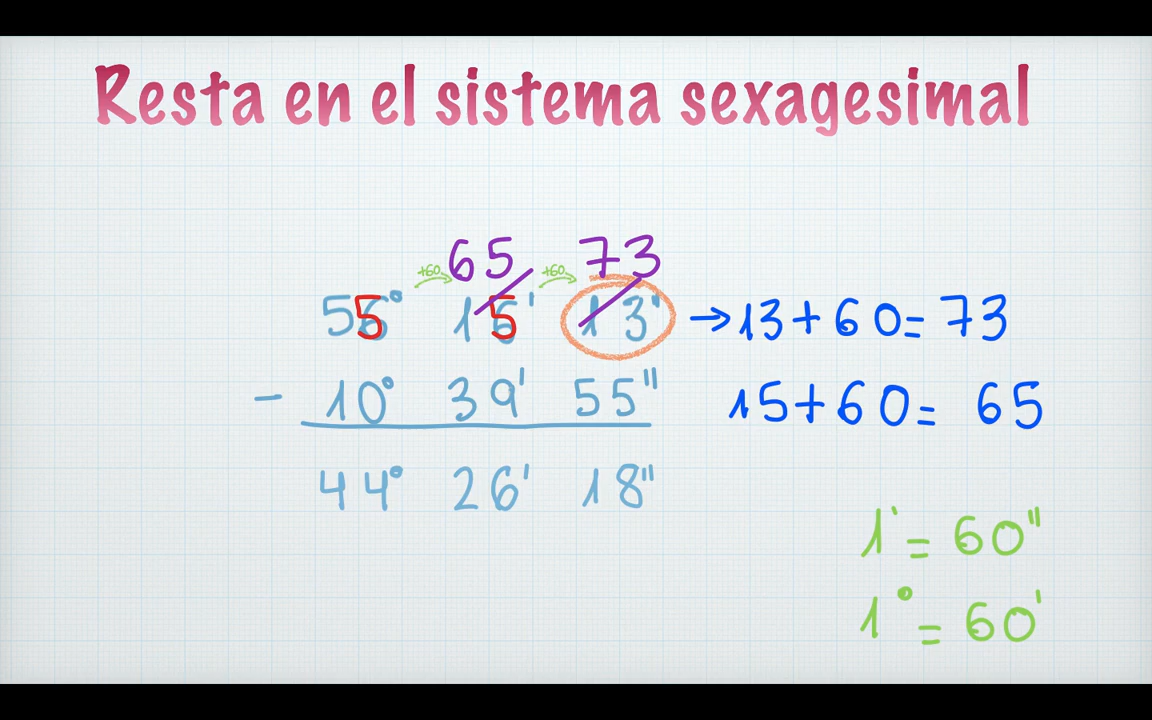 Resta en el sistema sexagesimal
+60 65 +60 73
55° 15' 13" → 13 + 60 = 73
- 10° 39' 55" 15 + 60 = 65
44° 26' 18"
1' = 60"
1° = 60'